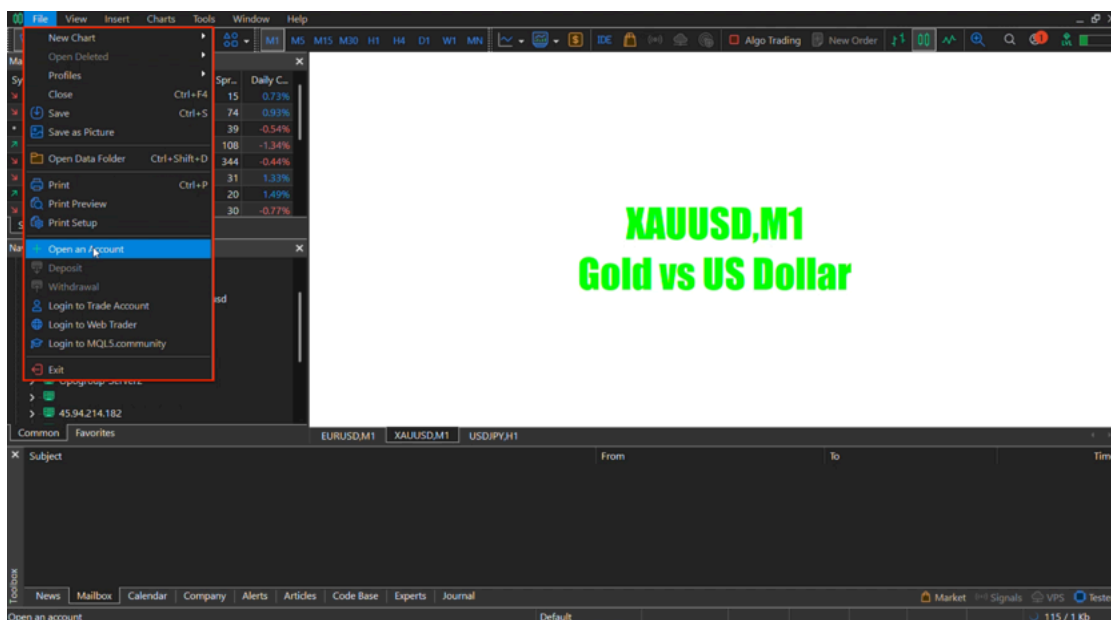 File View Insert Charts Tools Window Help
M1 M5 M15 M30 H1 H4 D1 W1 MN IDE Algo Trading New Order 1
New Chart
Open Deleted
Profiles
Close Ctrl+F4
Save Ctrl+S
Save as Picture
Open Data Folder Ctrl+Shift+D
Print Ctrl+P
Print Preview
Print Setup
Open an Account
Deposit
Withdrawal
Login to Trade Account
Login to Web Trader
Login to MQL5.community
Exit
Spr... Daily C...
15 0.73%
74 0.93%
39 -0.54%
108 -1.34%
344 -0.44%
31 1.33%
20 1.49%
30 -0.77%
usd
45.94.214.182
Common Favorites
XAUUSD,M1
Gold vs US Dollar
EURUSD,M1 XAUUSD,M1 USDJPY,H1
Subject From To Tim
Toolbox
News Mailbox Calendar Company Alerts Articles Code Base Experts Journal
Market Signals VPS Teste
Open an account Default 115 / 1 Kb